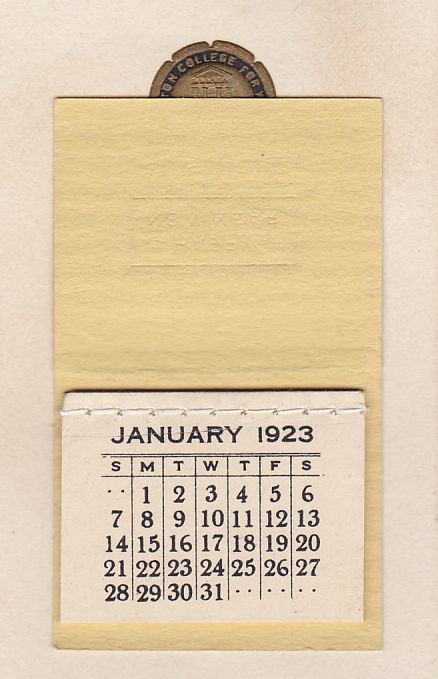 TON COLLEGE FOR W
JANUARY 1923
S M T W T F S
·· 1 2 3 4 5 6
7 8 9 10 11 12 13
14 15 16 17 18 19 20
21 22 23 24 25 26 27
28 29 30 31 ·· ·· ··